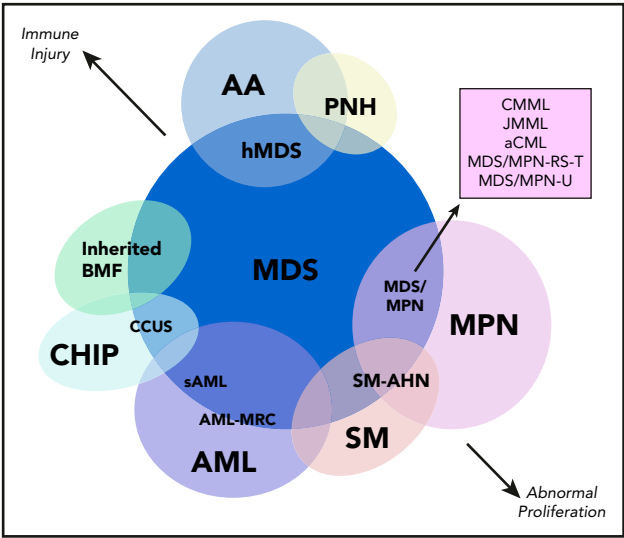 Immune
Injury
AA
PNH
hMDS
CMML
JMML
aCML
MDS/MPN-RS-T
MDS/MPN-U
Inherited
BMF
MDS
MDS/
MPN
MPN
CCUS
CHIP
sAML
SM-AHN
AML-MRC
SM
AML
Abnormal
Proliferation